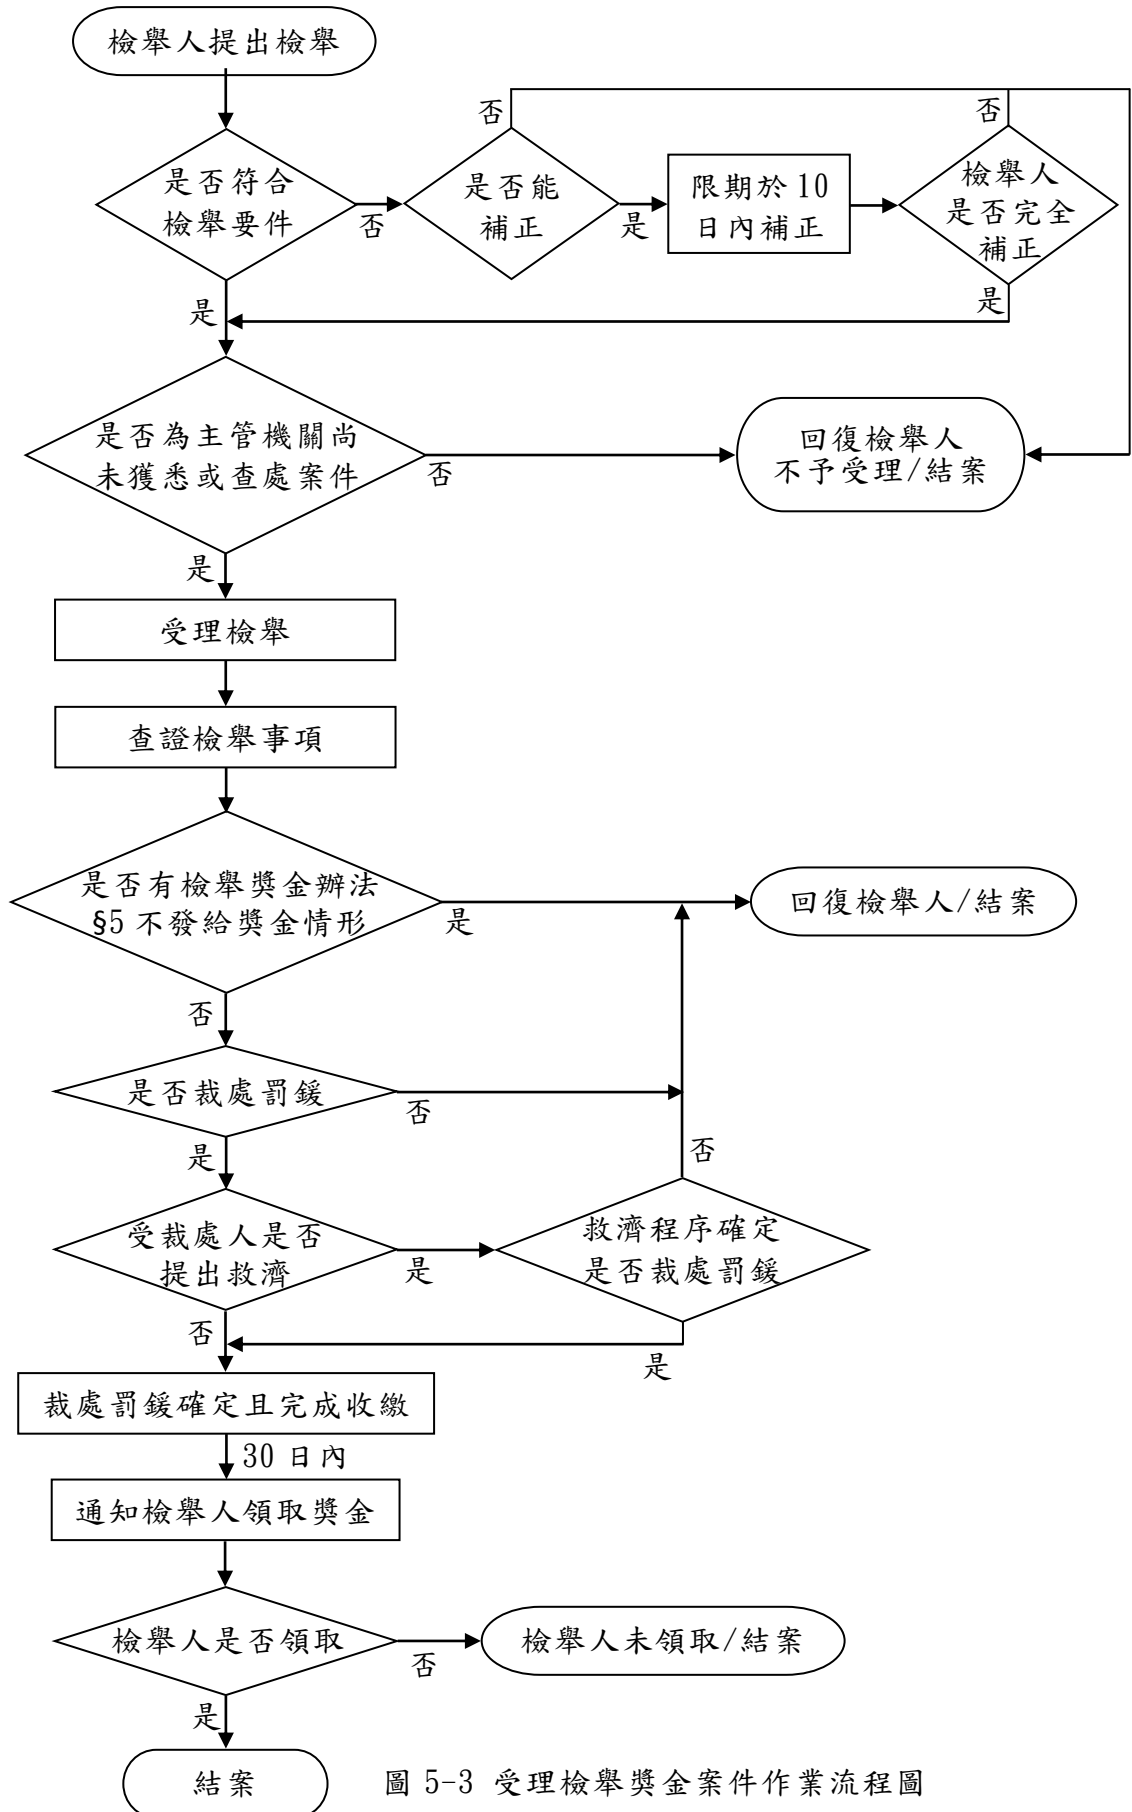 檢舉人提出檢舉
是否符合
檢舉要件
否
是否能
補正
否
是
限期於 10
日內補正
檢舉人
是否完全
補正
否
是
是
是否為主管機關尚
未獲悉或查處案件
否
回復檢舉人
不予受理/結案
是
受理檢舉
查證檢舉事項
是否有檢舉獎金辦法
§5 不發給獎金情形
是
回復檢舉人/結案
否
是否裁處罰鍰
否
是
否
受裁處人是否
提出救濟
是
救濟程序確定
是否裁處罰鍰
否
是
裁處罰鍰確定且完成收繳
30 日內
通知檢舉人領取獎金
檢舉人是否領取
否
檢舉人未領取/結案
是
結案
圖 5-3 受理檢舉獎金案件作業流程圖